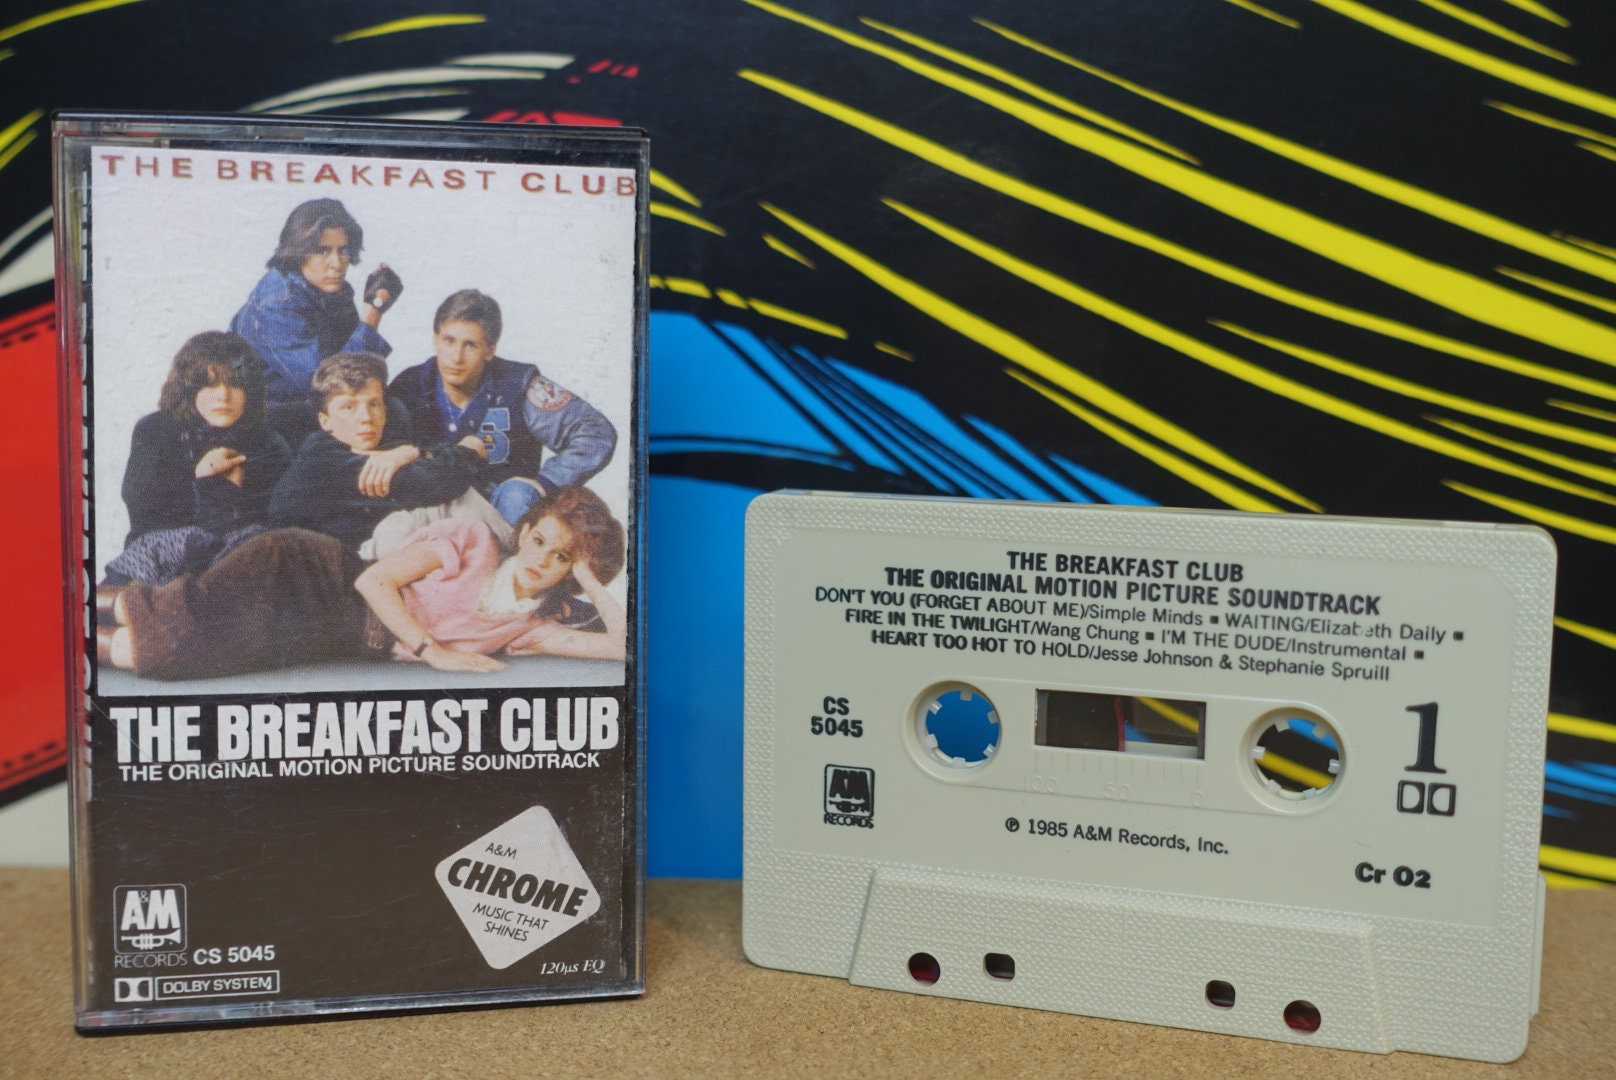 THE BREAKFAST CLUB
THE BREAKFAST CLUB
THE ORIGINAL MOTION PICTURE SOUNDTRACK
A&M
CHROME
MUSIC THAT
SHINES
A&M
RECORDS CS 5045
DOLBY SYSTEM
120μs EQ
THE BREAKFAST CLUB
THE ORIGINAL MOTION PICTURE SOUNDTRACK
DON'T YOU (FORGET ABOUT ME)/Simple Minds ■ WAITING/Elizabeth Daily ■
FIRE IN THE TWILIGHT/Wang Chung ■ I'M THE DUDE/Instrumental ■
HEART TOO HOT TO HOLD/Jesse Johnson & Stephanie Spruill
CS
5045
1
A&M
RECORDS
100 50 0
℗ 1985 A&M Records, Inc.
Cr O2